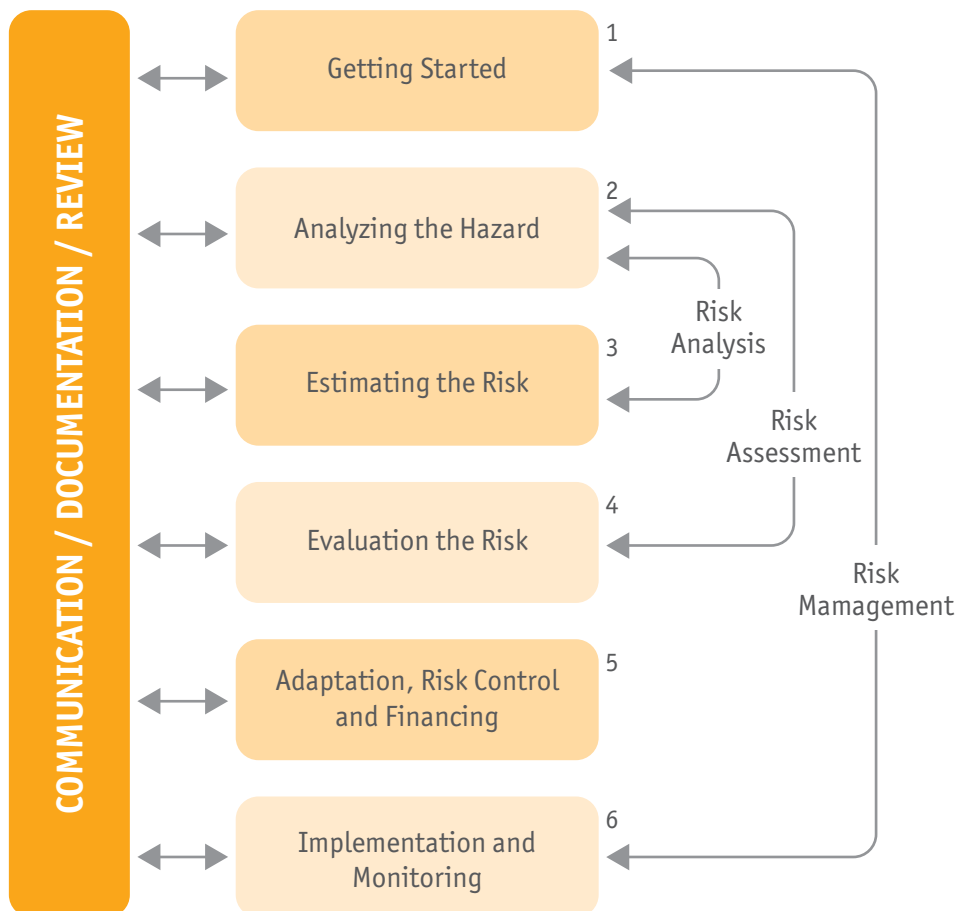 COMMUNICATION / DOCUMENTATION / REVIEW
1
Getting Started
2
Analyzing the Hazard
Risk
Analysis
3
Estimating the Risk
Risk
Assessment
4
Evaluation the Risk
Risk
Mamagement
5
Adaptation, Risk Control
and Financing
6
Implementation and
Monitoring